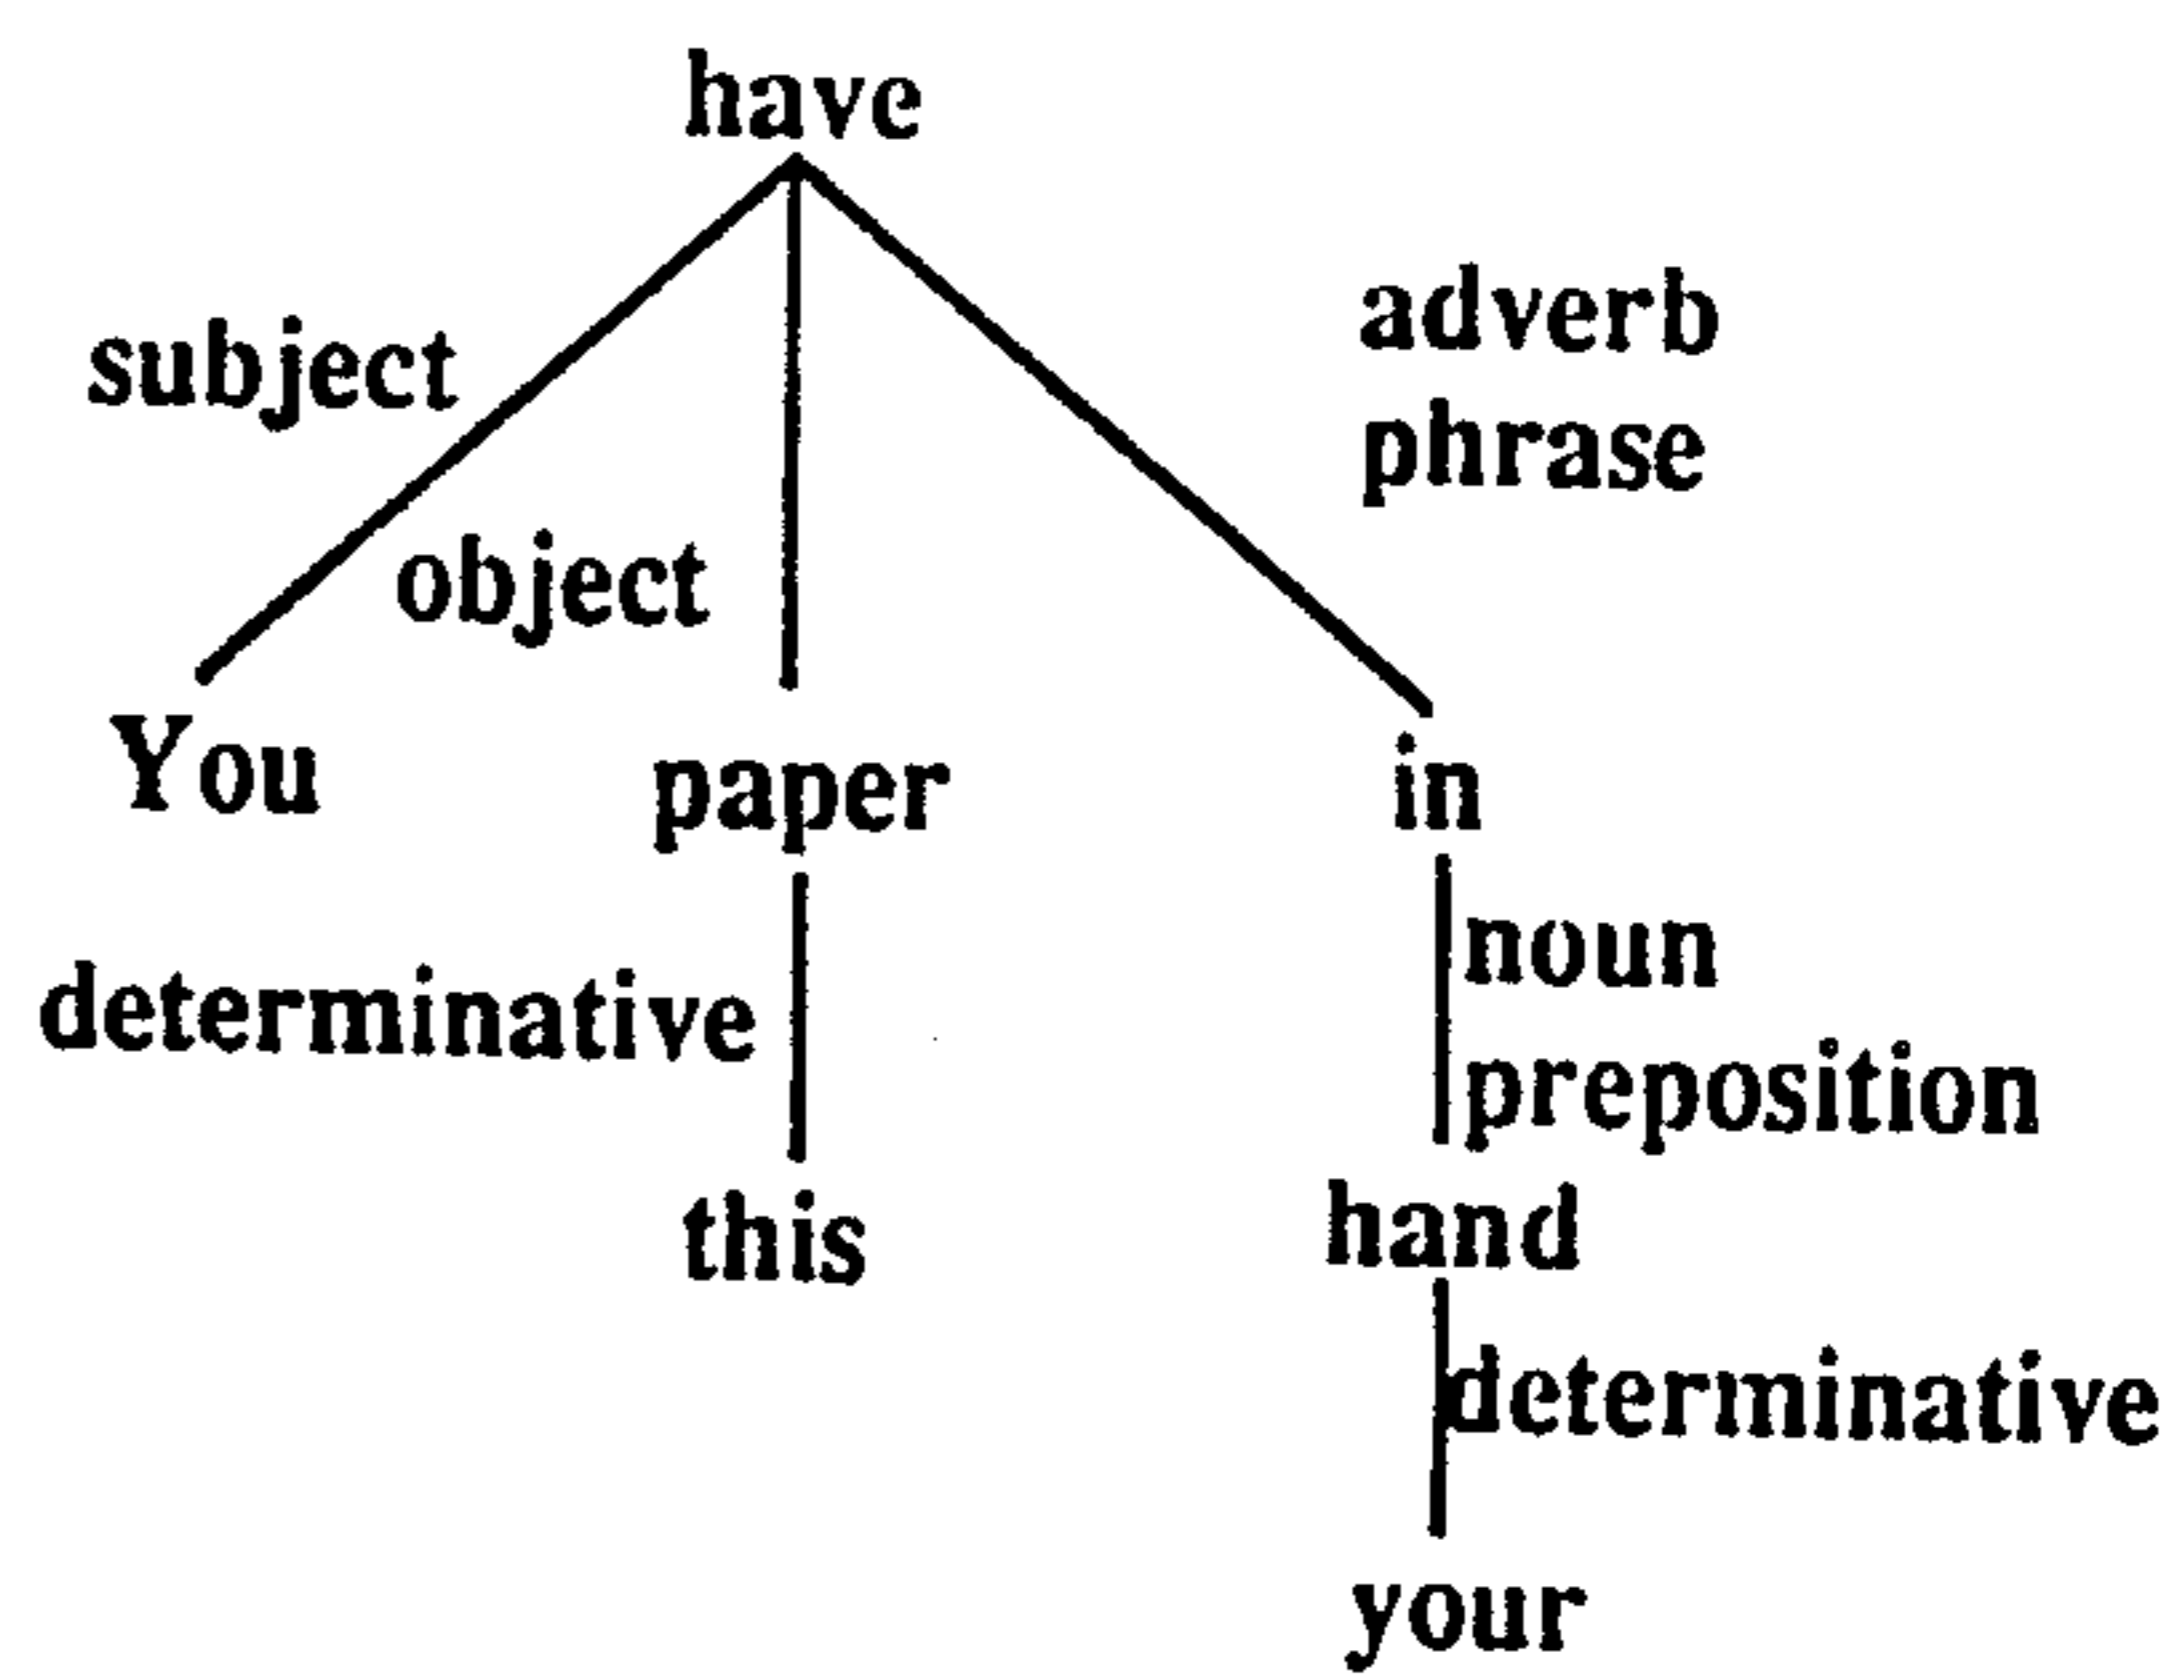 have
adverb
subject
phrase
object
You paper in
noun
determinative
preposition
this hand
determinative
your